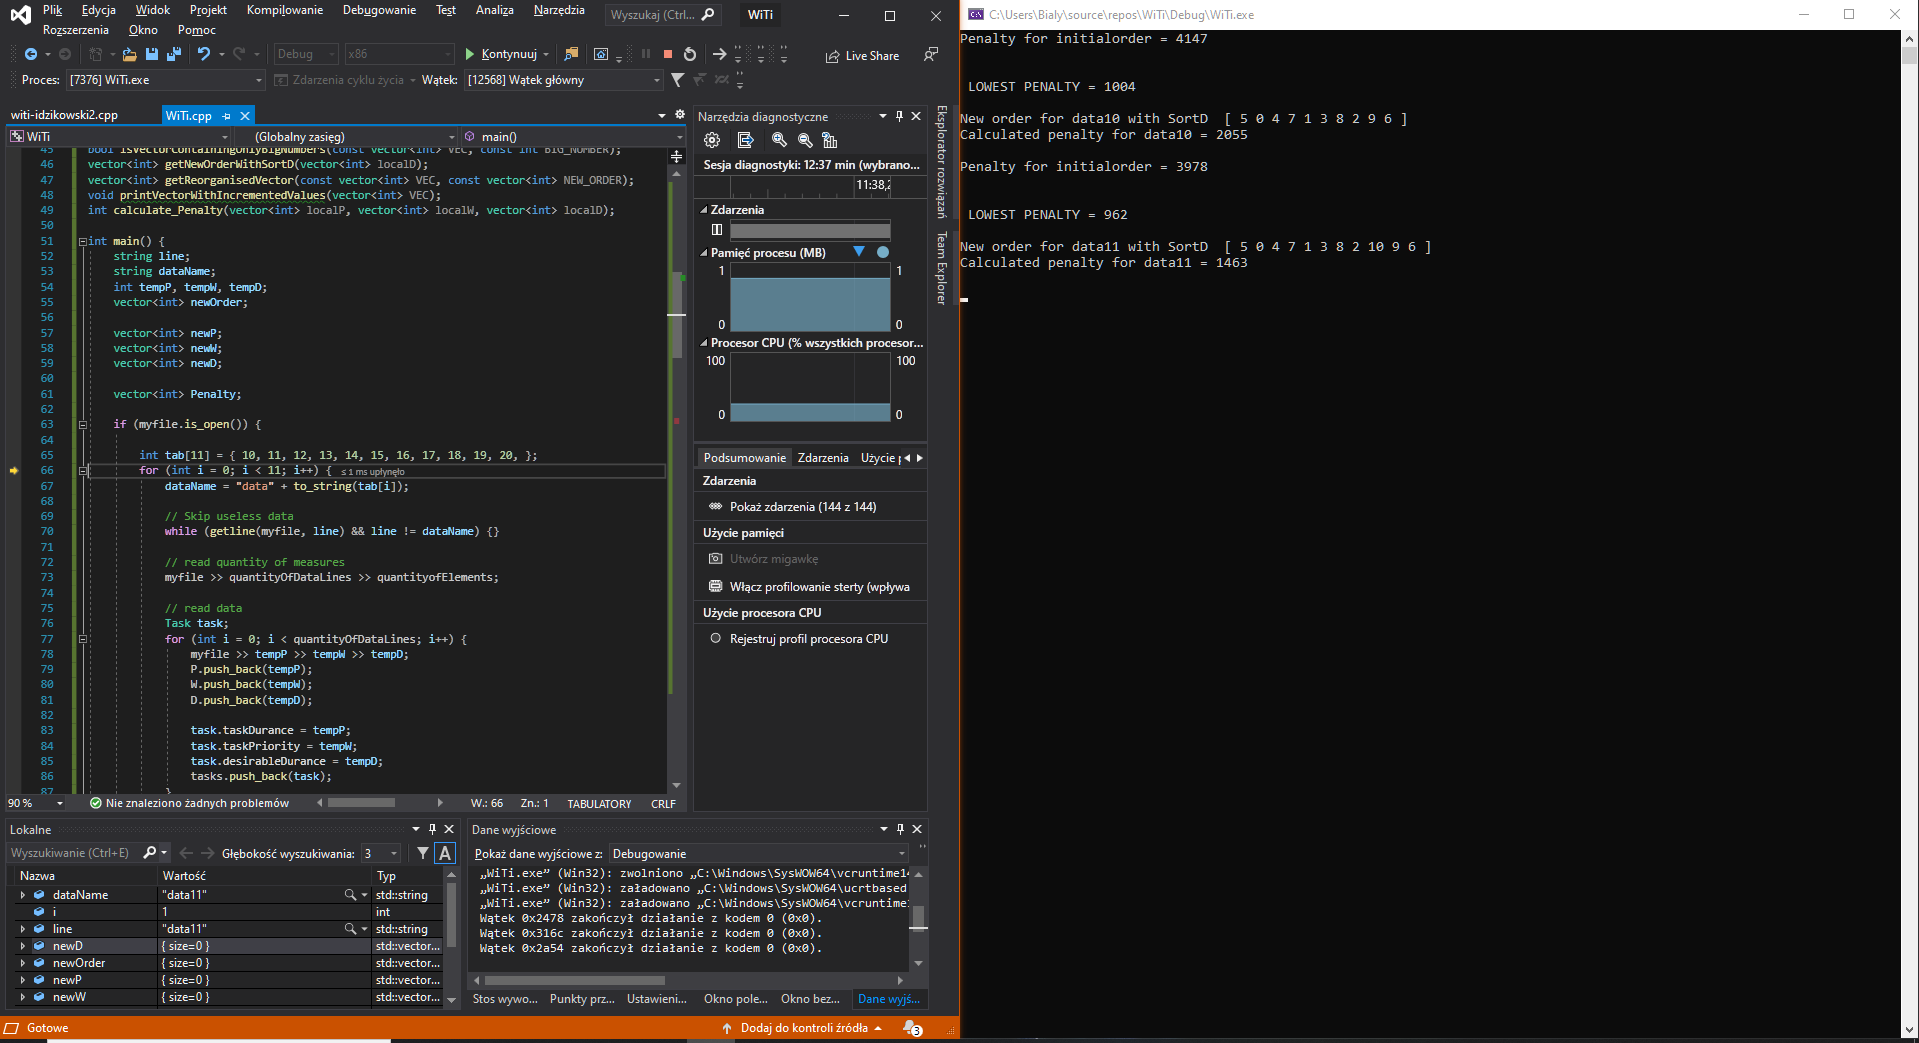 Plik Edycja Widok Projekt Kompilowanie Debugowanie Test Analiza Narzędzia Wyszukaj (Ctrl... WiTi
Rozszerzenia Okno Pomoc
Debug x86 Kontynuuj Live Share
Proces: [7376] WiTi.exe Zdarzenia cyklu życia Wątek: [12568] Wątek główny
witi-idzikowski2.cpp WiTi.cpp
WiTi (Globalny zasięg) main()
45 bool isVectorContainingOnlyBigNumbers(const vector<int> VEC, const int BIG_NUMBER);
46 vector<int> getNewOrderWithSortD(vector<int> localD);
47 vector<int> getReorganisedVector(const vector<int> VEC, const vector<int> NEW_ORDER);
48 void printVectorWithIncrementedValues(vector<int> VEC);
49 int calculate_Penalty(vector<int> localP, vector<int> localW, vector<int> localD);
50
51 int main() {
52 string line;
53 string dataName;
54 int tempP, tempW, tempD;
55 vector<int> newOrder;
56
57 vector<int> newP;
58 vector<int> newW;
59 vector<int> newD;
60
61 vector<int> Penalty;
62
63 if (myfile.is_open()) {
64
65 int tab[11] = { 10, 11, 12, 13, 14, 15, 16, 17, 18, 19, 20, };
66 for (int i = 0; i < 11; i++) { ≤ 1 ms upłynęło
67 dataName = "data" + to_string(tab[i]);
68
69 // Skip useless data
70 while (getline(myfile, line) && line != dataName) {}
71
72 // read quantity of measures
73 myfile >> quantityOfDataLines >> quantityofElements;
74
75 // read data
76 Task task;
77 for (int i = 0; i < quantityOfDataLines; i++) {
78 myfile >> tempP >> tempW >> tempD;
79 P.push_back(tempP);
80 W.push_back(tempW);
81 D.push_back(tempD);
82
83 task.taskDurance = tempP;
84 task.taskPriority = tempW;
85 task.desirableDurance = tempD;
86 tasks.push_back(task);
87 }
90 % Nie znaleziono żadnych problemów W.: 66 Zn.: 1 TABULATORY CRLF
Narzędzia diagnostyczne
Sesja diagnostyki: 12:37 min (wybrano...
11:38,2
Zdarzenia
Pamięć procesu (MB)
1 1
0 0
Procesor CPU (% wszystkich procesor...
100 100
0 0
Podsumowanie Zdarzenia Użycie
Zdarzenia
Pokaż zdarzenia (144 z 144)
Użycie pamięci
Utwórz migawkę
Włącz profilowanie sterty (wpływa
Użycie procesora CPU
Rejestruj profil procesora CPU
Eksplorator rozwiązań
Team Explorer
Lokalne
Wyszukiwanie (Ctrl+E) Głębokość wyszukiwania: 3 A
Nazwa Wartość Typ
dataName "data11" std::string
i 1 int
line "data11" std::string
newD { size=0 } std::vector...
newOrder { size=0 } std::vector...
newP { size=0 } std::vector...
newW { size=0 } std::vector...
Dane wyjściowe
Pokaż dane wyjściowe z: Debugowanie
„WiTi.exe” (Win32): zwolniono „C:\Windows\SysWOW64\vcruntime14
„WiTi.exe” (Win32): załadowano „C:\Windows\SysWOW64\ucrtbased
„WiTi.exe” (Win32): załadowano „C:\Windows\SysWOW64\vcruntime
Wątek 0x2478 zakończył działanie z kodem 0 (0x0).
Wątek 0x316c zakończył działanie z kodem 0 (0x0).
Wątek 0x2a54 zakończył działanie z kodem 0 (0x0).
Stos wywo... Punkty prz... Ustawieni... Okno pole... Okno bez... Dane wyjś...
Gotowe Dodaj do kontroli źródła 3
C:\Users\Bialy\source\repos\WiTi\Debug\WiTi.exe
Penalty for initialorder = 4147
LOWEST PENALTY = 1004
New order for data10 with SortD [ 5 0 4 7 1 3 8 2 9 6 ]
Calculated penalty for data10 = 2055
Penalty for initialorder = 3978
LOWEST PENALTY = 962
New order for data11 with SortD [ 5 0 4 7 1 3 8 2 10 9 6 ]
Calculated penalty for data11 = 1463